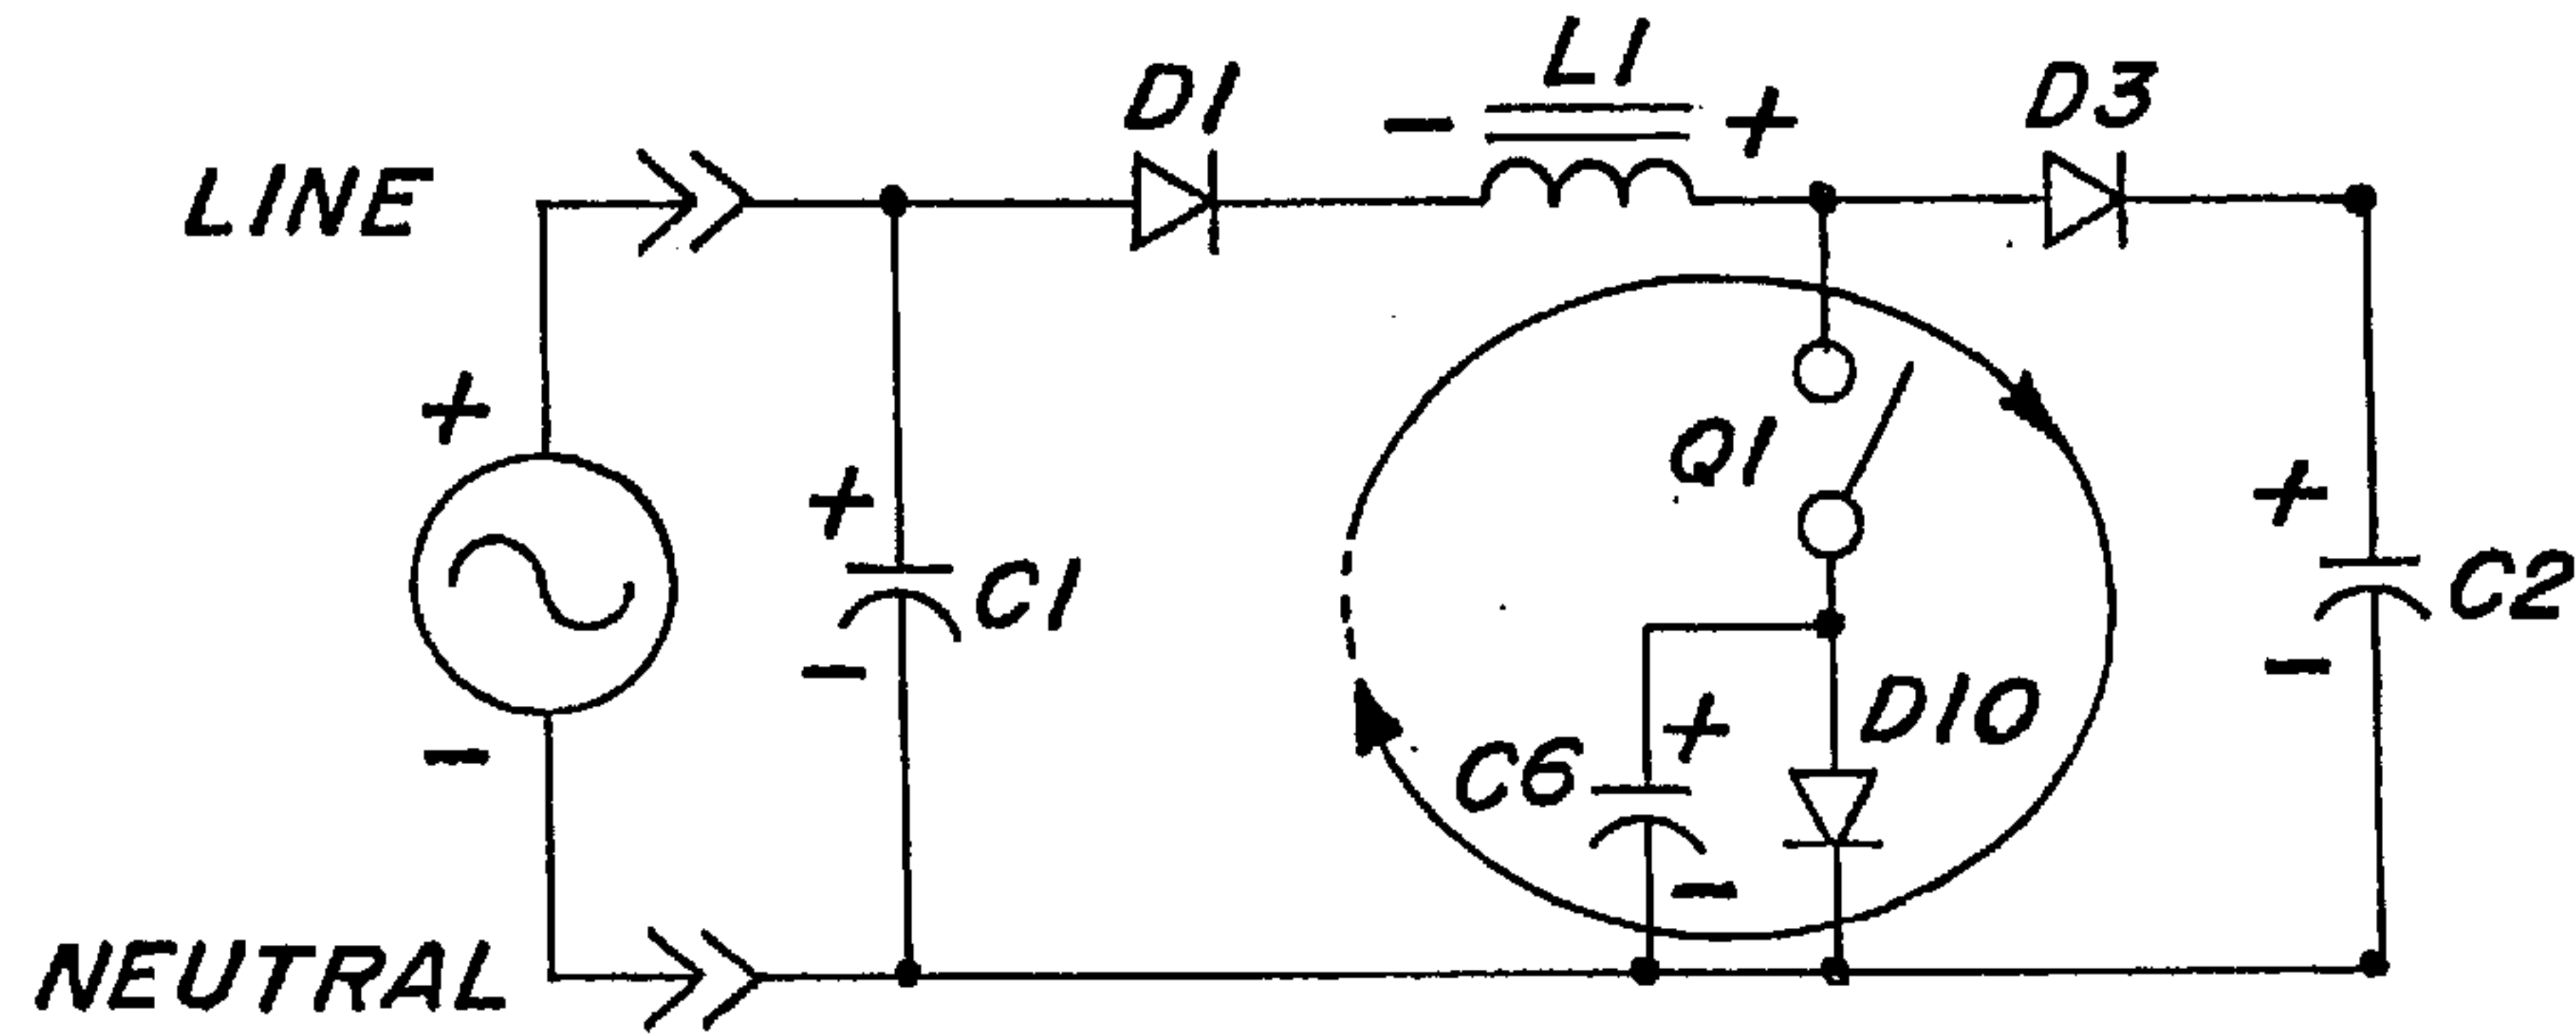 L1
D1
- +
D3
LINE
+
+
+
Q1
C1
C2
-
-
D10
+
C6
-
-
NEUTRAL